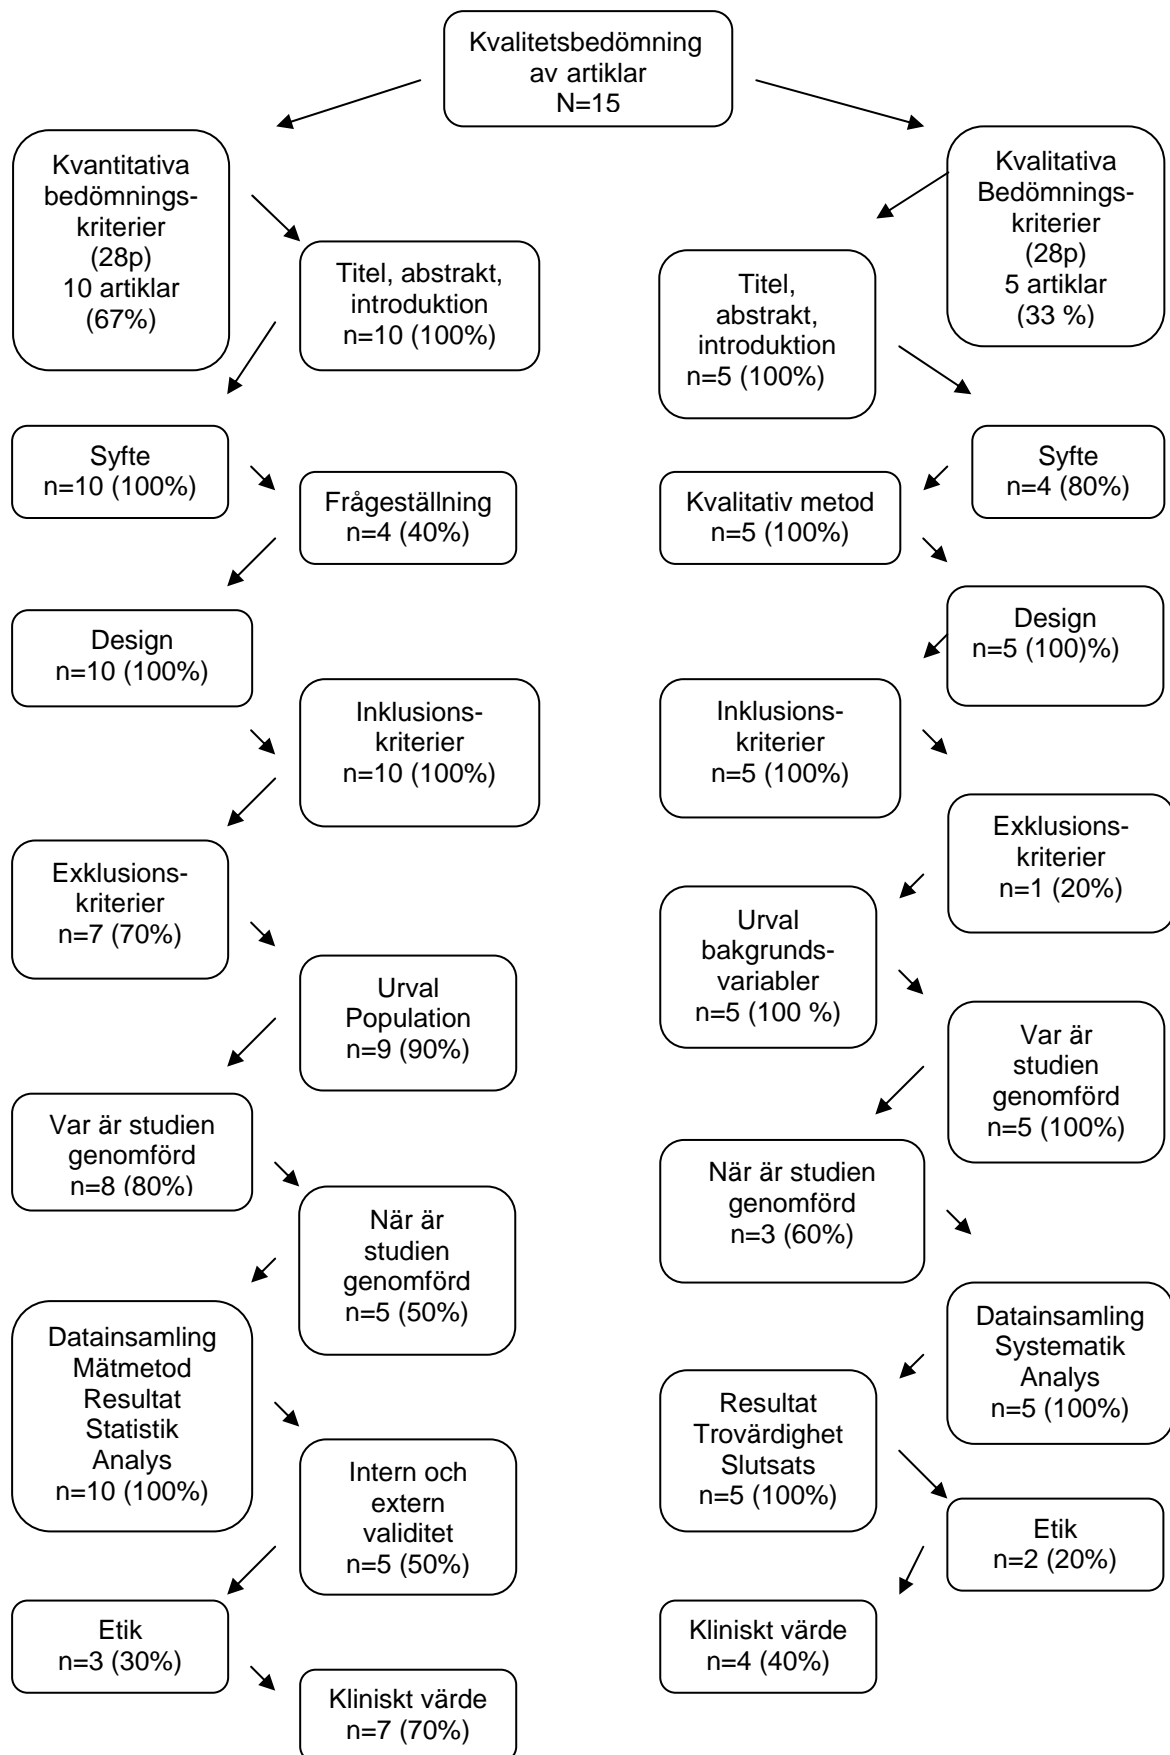 Kvalitetsbedömning
av artiklar
N=15
Kvantitativa
bedömnings-
kriterier
(28p)
10 artiklar
(67%)
Titel, abstrakt,
introduktion
n=10 (100%)
Syfte
n=10 (100%)
Frågeställning
n=4 (40%)
Design
n=10 (100%)
Inklusions-
kriterier
n=10 (100%)
Exklusions-
kriterier
n=7 (70%)
Urval
Population
n=9 (90%)
Var är studien
genomförd
n=8 (80%)
När är
studien
genomförd
n=5 (50%)
Datainsamling
Mätmetod
Resultat
Statistik
Analys
n=10 (100%)
Intern och
extern
validitet
n=5 (50%)
Etik
n=3 (30%)
Kliniskt värde
n=7 (70%)
Kvalitativa
Bedömnings-
kriterier
(28p)
5 artiklar
(33 %)
Titel,
abstrakt,
introduktion
n=5 (100%)
Syfte
n=4 (80%)
Kvalitativ metod
n=5 (100%)
Design
n=5 (100)%)
Inklusions-
kriterier
n=5 (100%)
Exklusions-
kriterier
n=1 (20%)
Urval
bakgrunds-
variabler
n=5 (100 %)
Var är
studien
genomförd
n=5 (100%)
När är studien
genomförd
n=3 (60%)
Datainsamling
Systematik
Analys
n=5 (100%)
Resultat
Trovärdighet
Slutsats
n=5 (100%)
Etik
n=2 (20%)
Kliniskt värde
n=4 (40%)